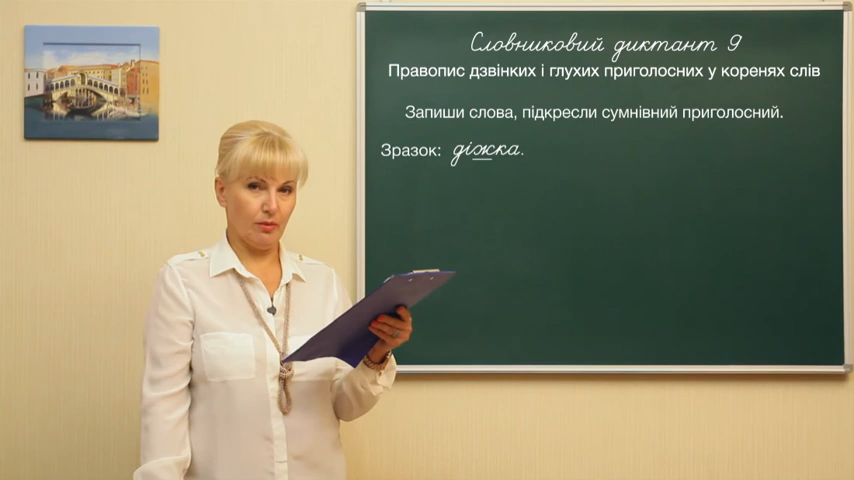 Словниковий диктант 9
Правопис дзвінких і глухих приголосних у коренях слів
Запиши слова, підкресли сумнівний приголосний.
Зразок: діжка.